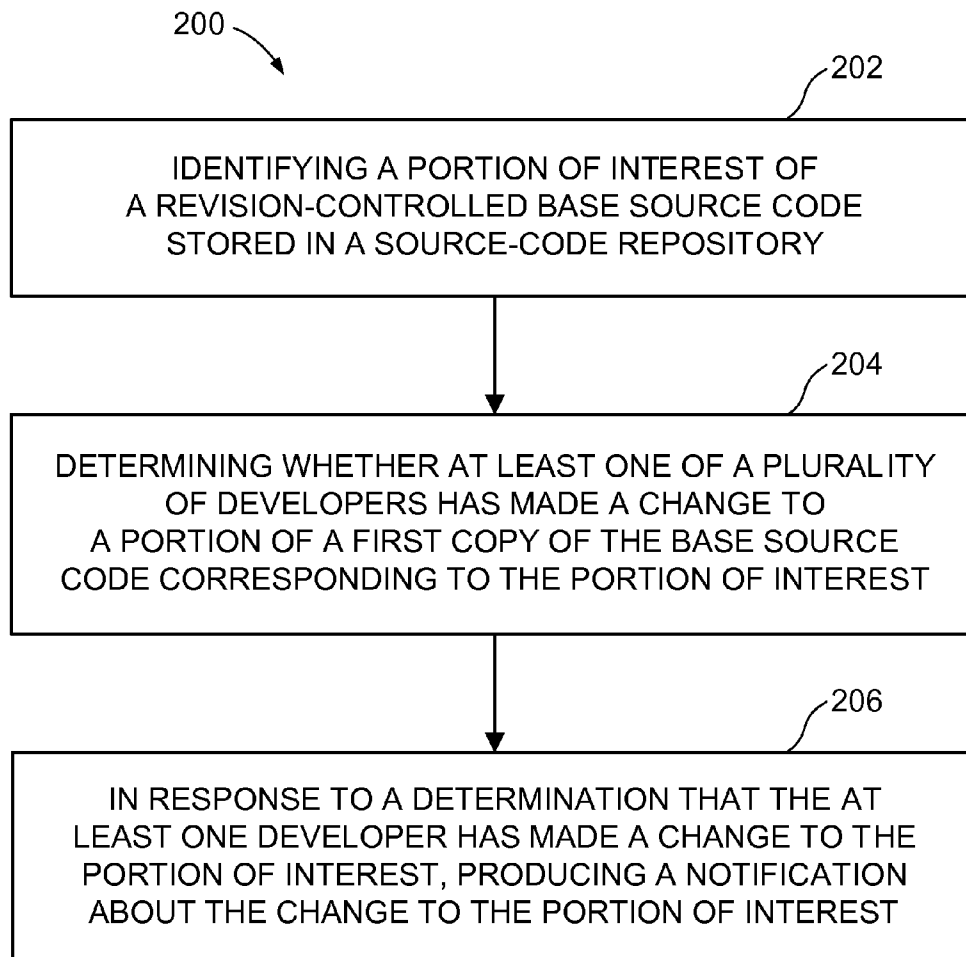 200
202
IDENTIFYING A PORTION OF INTEREST OF
A REVISION-CONTROLLED BASE SOURCE CODE
STORED IN A SOURCE-CODE REPOSITORY
204
DETERMINING WHETHER AT LEAST ONE OF A PLURALITY
OF DEVELOPERS HAS MADE A CHANGE TO
A PORTION OF A FIRST COPY OF THE BASE SOURCE
CODE CORRESPONDING TO THE PORTION OF INTEREST
206
IN RESPONSE TO A DETERMINATION THAT THE AT
LEAST ONE DEVELOPER HAS MADE A CHANGE TO THE
PORTION OF INTEREST, PRODUCING A NOTIFICATION
ABOUT THE CHANGE TO THE PORTION OF INTEREST